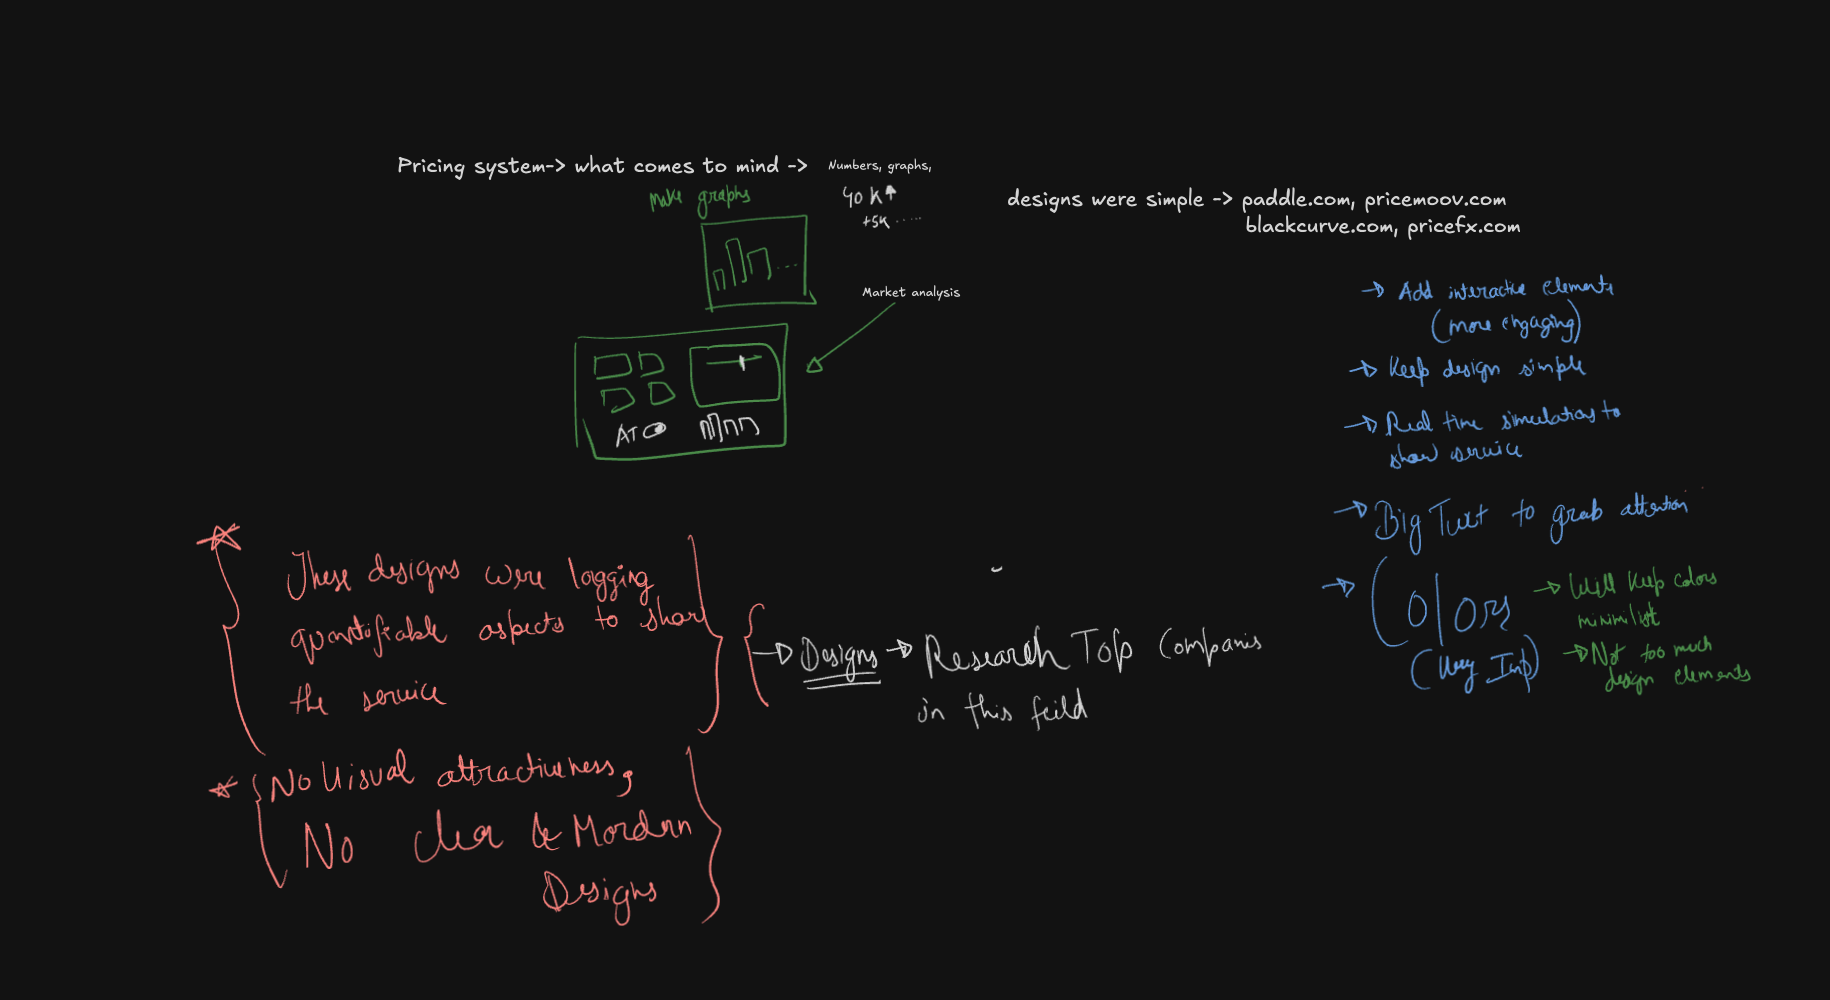 Pricing system-> what comes to mind ->
Numbers, graphs,
make graphs
40 K
+5K .....
Market analysis
AT
designs were simple -> paddle.com, pricemoov.com
blackcurve.com, pricefx.com
Add interactive elements
(more engaging)
Keep design simple
Real time simulations to
show service
Big Text to grab attention
Colors
(Very Imp)
Will keep colors
minimilist
Not too much
design elements
These designs were lagging
quantifiable aspects to show
the service
No Visual attractiveness,
No clear & Mordern
Designs
Designs
Research Top Companies
in this feild